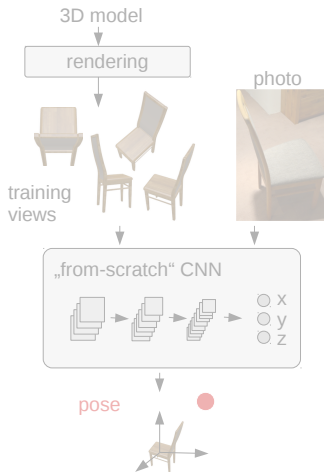 3D model
rendering
photo
training
views
„from-scratch“ CNN
x
y
z
pose